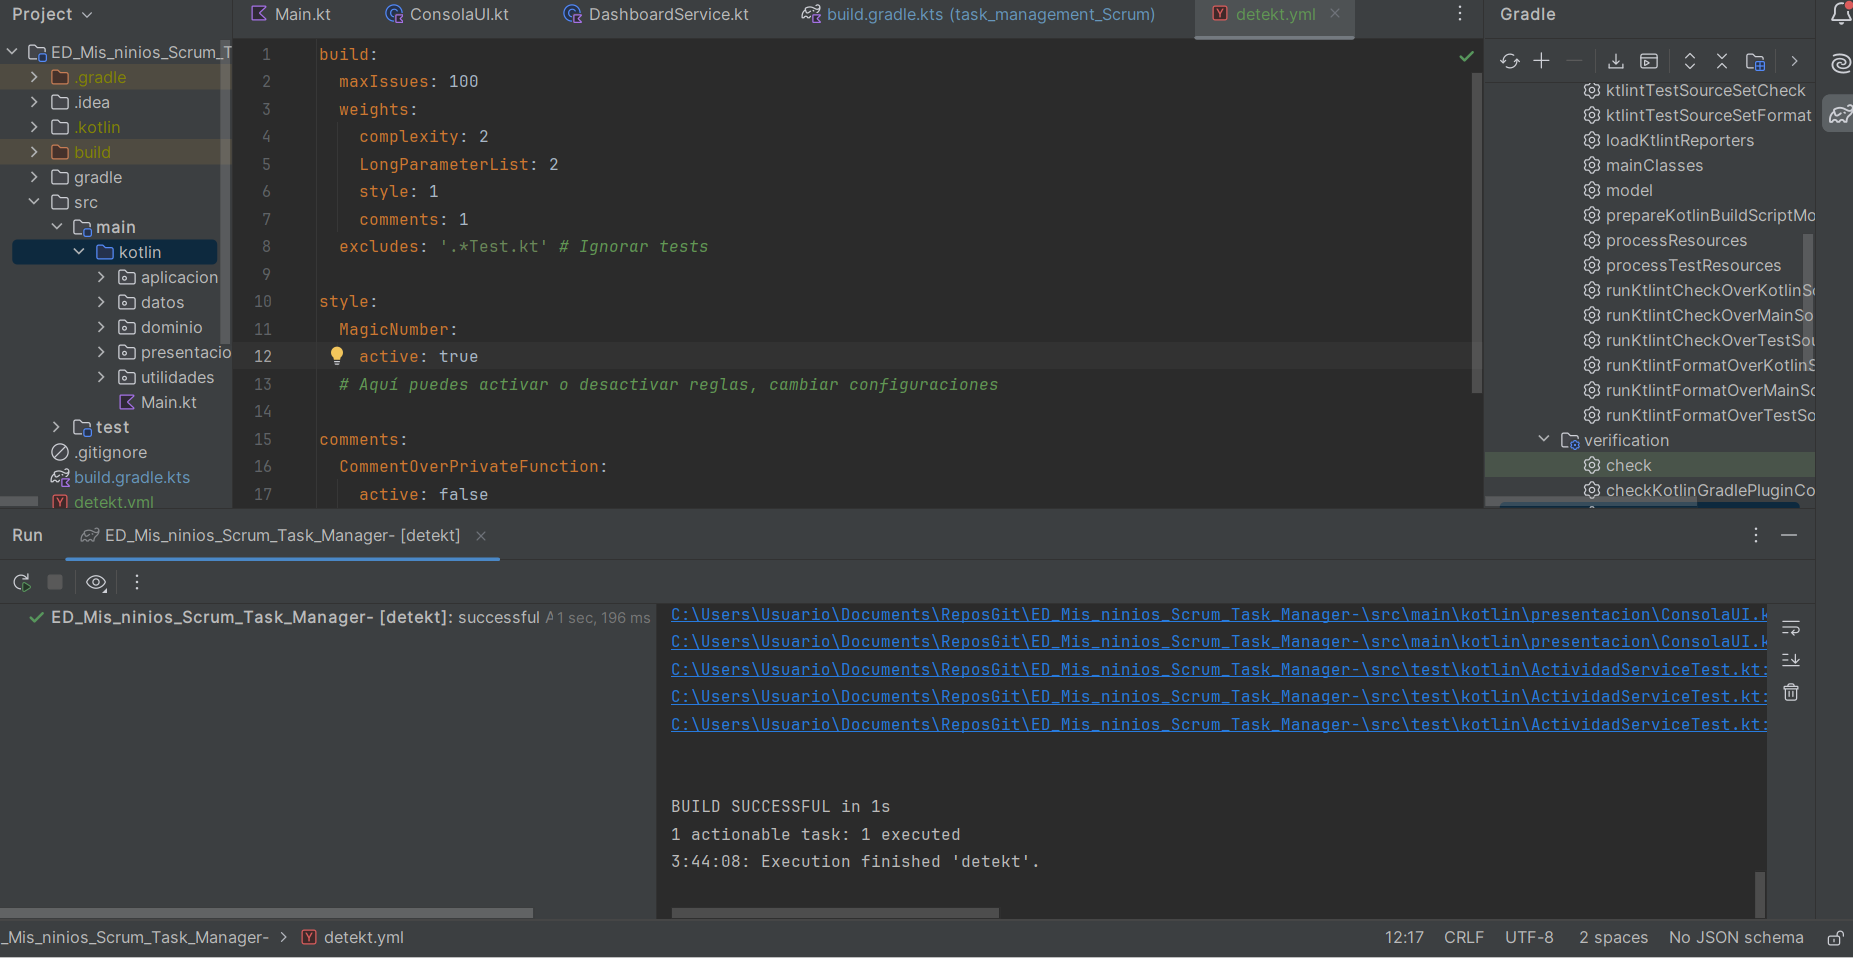 Project
Main.kt
ConsolaUI.kt
DashboardService.kt
build.gradle.kts (task_management_Scrum)
detekt.yml
Gradle
ED_Mis_ninios_Scrum_T
.gradle
.idea
.kotlin
build
gradle
src
main
kotlin
aplicacion
datos
dominio
presentacio
utilidades
Main.kt
test
.gitignore
build.gradle.kts
detekt.yml
1 build:
2 maxIssues: 100
3 weights:
4 complexity: 2
5 LongParameterList: 2
6 style: 1
7 comments: 1
8 excludes: '.*Test.kt' # Ignorar tests
9
10 style:
11 MagicNumber:
12 active: true
13 # Aquí puedes activar o desactivar reglas, cambiar configuraciones
14
15 comments:
16 CommentOverPrivateFunction:
17 active: false
ktlintTestSourceSetCheck
ktlintTestSourceSetFormat
loadKtlintReporters
mainClasses
model
prepareKotlinBuildScriptMo
processResources
processTestResources
runKtlintCheckOverKotlinSc
runKtlintCheckOverMainSo
runKtlintCheckOverTestSou
runKtlintFormatOverKotlinS
runKtlintFormatOverMainSo
runKtlintFormatOverTestSo
verification
check
checkKotlinGradlePluginCo
Run
ED_Mis_ninios_Scrum_Task_Manager- [detekt]
ED_Mis_ninios_Scrum_Task_Manager- [detekt]: successful A 1 sec, 196 ms
C:\Users\Usuario\Documents\ReposGit\ED_Mis_ninios_Scrum_Task_Manager-\src\main\kotlin\presentacion\ConsolaUI.k
C:\Users\Usuario\Documents\ReposGit\ED_Mis_ninios_Scrum_Task_Manager-\src\main\kotlin\presentacion\ConsolaUI.k
C:\Users\Usuario\Documents\ReposGit\ED_Mis_ninios_Scrum_Task_Manager-\src\test\kotlin\ActividadServiceTest.kt:
C:\Users\Usuario\Documents\ReposGit\ED_Mis_ninios_Scrum_Task_Manager-\src\test\kotlin\ActividadServiceTest.kt:
C:\Users\Usuario\Documents\ReposGit\ED_Mis_ninios_Scrum_Task_Manager-\src\test\kotlin\ActividadServiceTest.kt:
BUILD SUCCESSFUL in 1s
1 actionable task: 1 executed
3:44:08: Execution finished 'detekt'.
_Mis_ninios_Scrum_Task_Manager- > detekt.yml
12:17 CRLF UTF-8 2 spaces No JSON schema